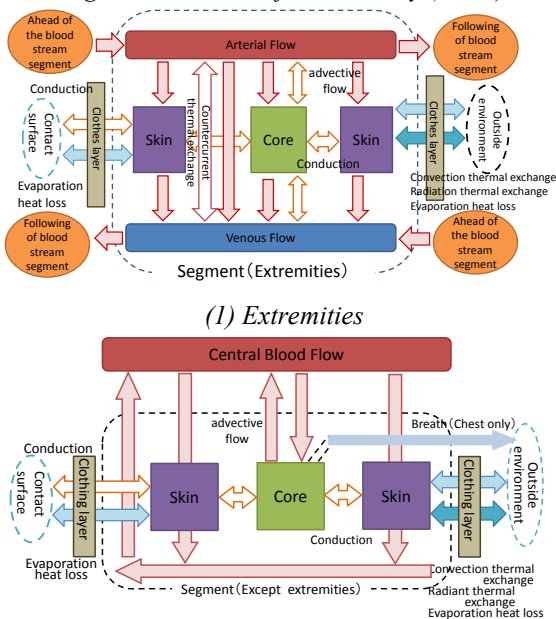 Ahead of
the blood
stream
segment
Arterial Flow
Following
of blood
stream
segment
advective
flow
Conduction
Contact
surface
Clothes layer
Skin
Countercurrent
thermal exchange
Core
Skin
Clothes layer
Outside
environment
Conduction
Evaporation
heat loss
Convection thermal exchange
Radiation thermal exchange
Evaporation heat loss
Following
of blood
stream
segment
Venous Flow
Ahead of
the blood
stream
segment
Segment(Extremities)
(1) Extremities
Central Blood Flow
advective
flow
Breath(Chest only)
Conduction
Contact
surface
Clothing layer
Skin
Core
Skin
Clothing layer
Outside
environment
Conduction
Evaporation
heat loss
Segment(Except extremities)
Convection thermal
exchange
Radiant thermal
exchange
Evaporation heat loss